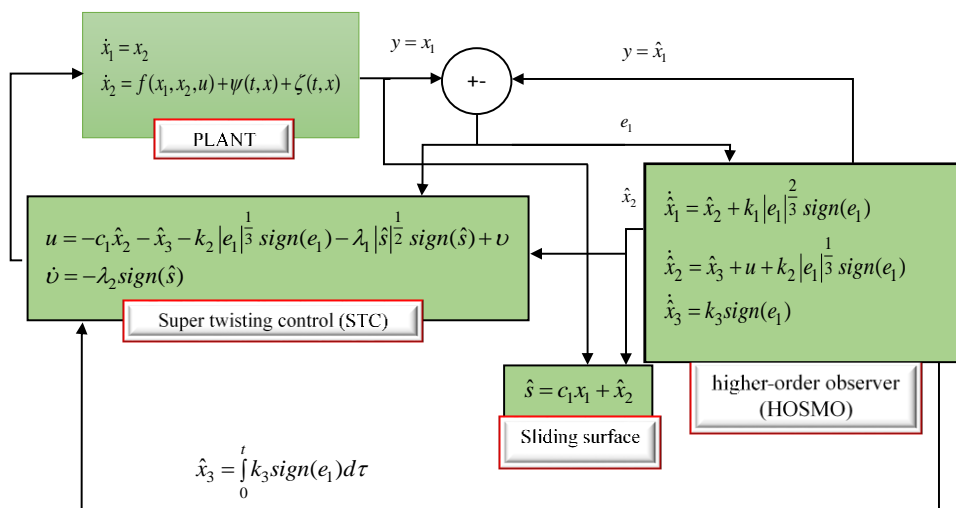 ẋ₁ = x₂
ẋ₂ = f(x₁, x₂, u) + ψ(t, x) + ζ(t, x)
PLANT
y = x₁
+-
y = x̂₁
e₁
x̂₂
u = −c₁x̂₂ − x̂₃ − k₂|e₁|^(1/3) sign(e₁) − λ₁|ŝ|^(1/2) sign(ŝ) + υ
υ̇ = −λ₂sign(ŝ)
Super twisting control (STC)
x̂̇₁ = x̂₂ + k₁|e₁|^(2/3) sign(e₁)
x̂̇₂ = x̂₃ + u + k₂|e₁|^(1/3) sign(e₁)
x̂̇₃ = k₃sign(e₁)
higher-order observer
(HOSMO)
ŝ = c₁x₁ + x̂₂
Sliding surface
x̂₃ = ∫₀ᵗ k₃sign(e₁)dτ